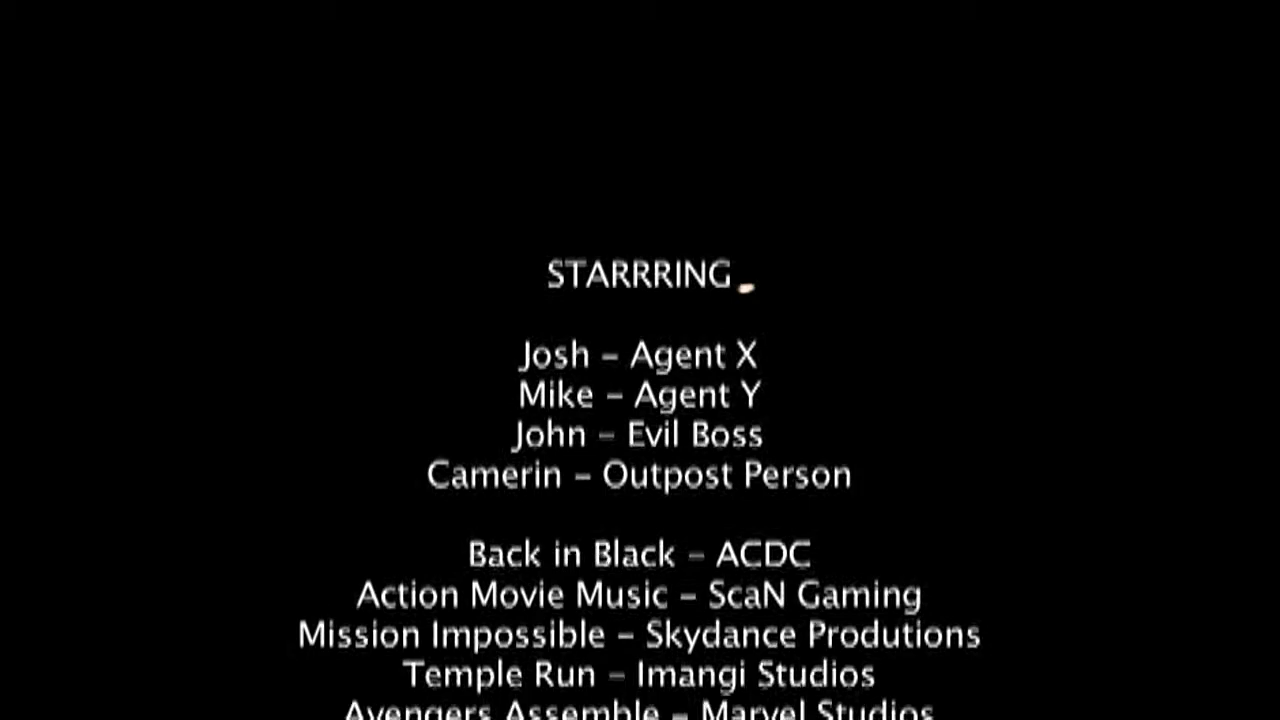 STARRRING
Josh – Agent X
Mike – Agent Y
John – Evil Boss
Camerin – Outpost Person
Back in Black – ACDC
Action Movie Music – ScaN Gaming
Mission Impossible – Skydance Produtions
Temple Run – Imangi Studios
Avengers Assemble – Marvel Studios